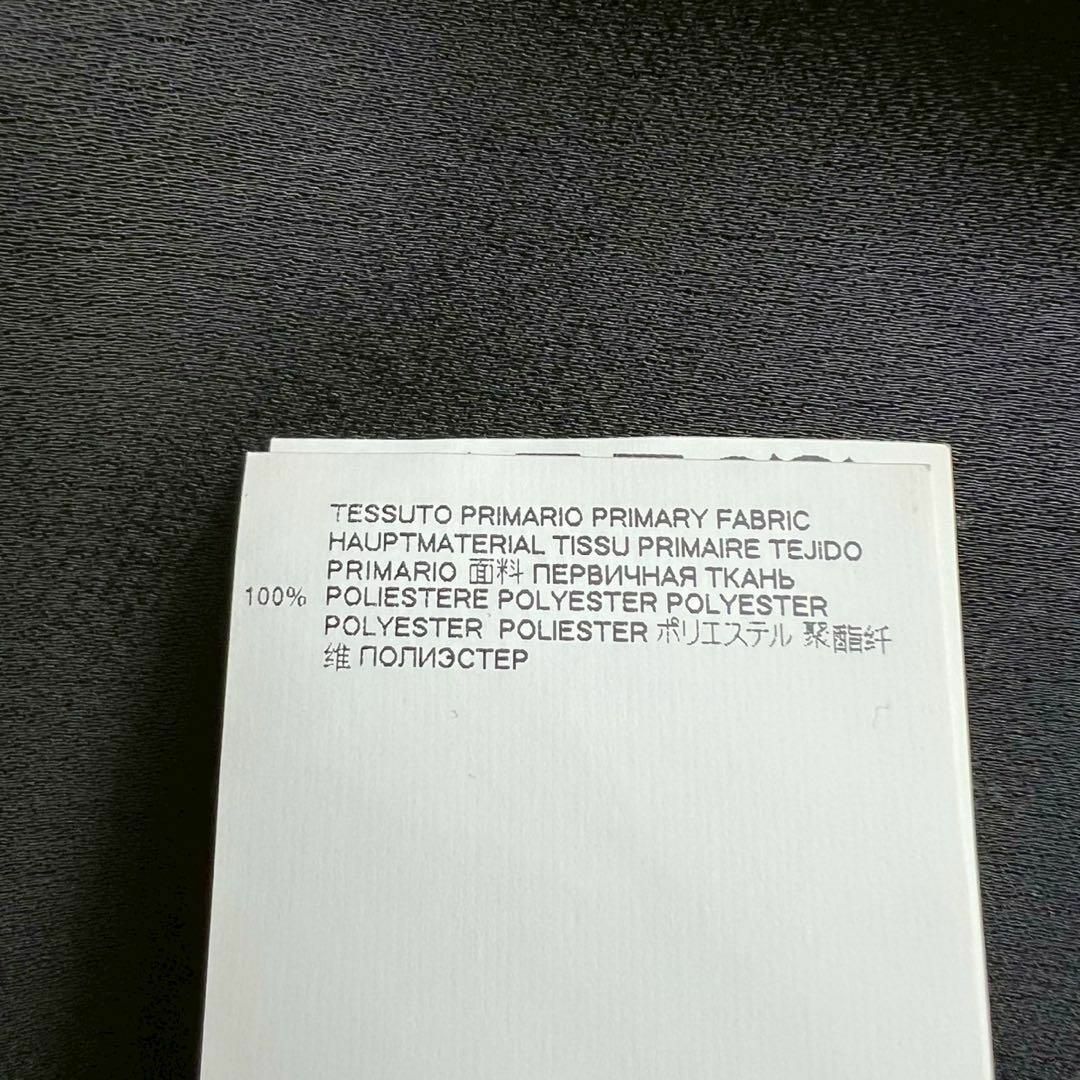 TESSUTO PRIMARIO PRIMARY FABRIC
HAUPTMATERIAL TISSU PRIMAIRE TEJIDO
PRIMARIO 面料 ПЕРВИЧНАЯ ТКАНЬ
100% POLIESTERE POLYESTER POLYESTER
POLYESTER POLIESTER ポリエステル 聚酯纤
维 ПОЛИЭСТЕР